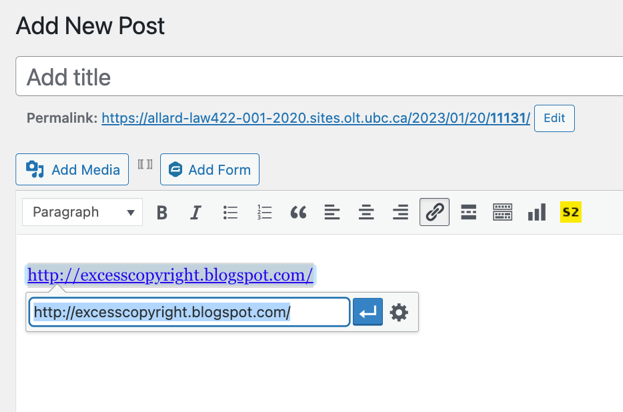 Add New Post
Add title
Permalink: https://allard-law422-001-2020.sites.olt.ubc.ca/2023/01/20/11131/ Edit
Add Media [[ ]] Add Form
Paragraph B I S2
http://excesscopyright.blogspot.com/
http://excesscopyright.blogspot.com/